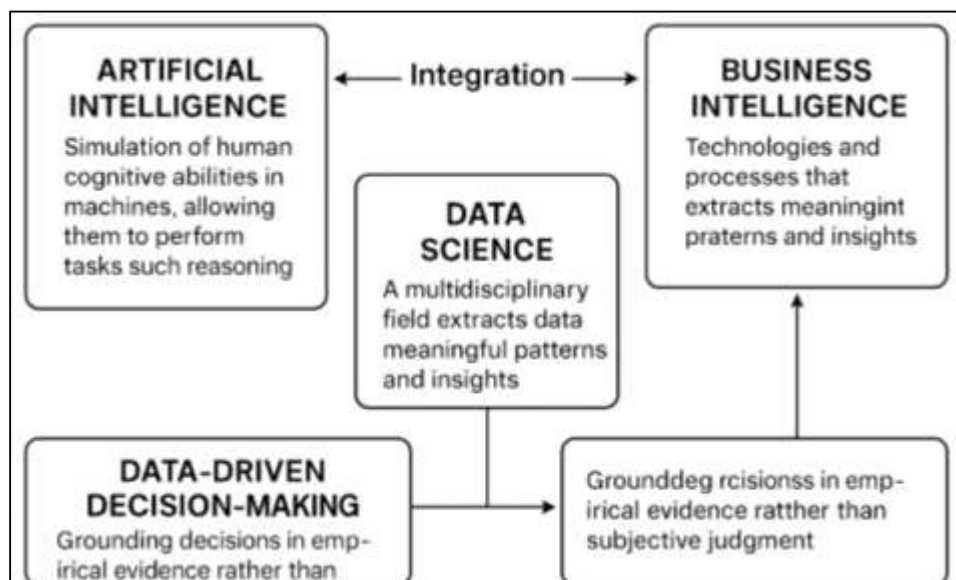 ARTIFICIAL
INTELLIGENCE
Simulation of human
cognitive abilities in
machines, allowing
them to perform
tasks such reasoning
Integration
BUSINESS
INTELLIGENCE
Technologies and
processes that
extracts meaningint
praterns and insights
DATA
SCIENCE
A multidisciplinary
field extracts data
meaningful patterns
and insights
DATA-DRIVEN
DECISION-MAKING
Grounding decisions in emp-
irical evidence rather than
Grounddeg rcisionss in emp-
irical evidence ratther than
subjective judgment